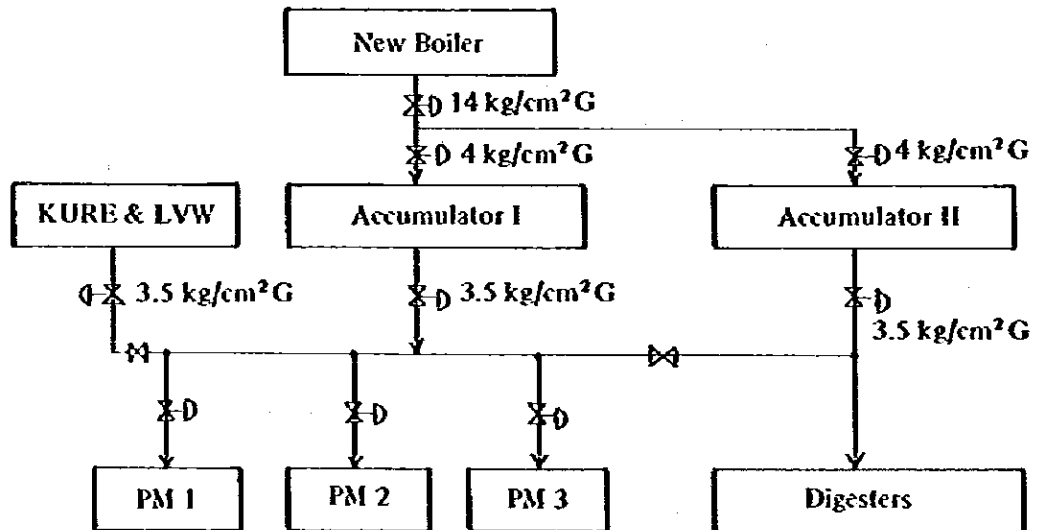 New Boiler
14 kg/cm²G
4 kg/cm²G
4 kg/cm²G
KURE & LVW
Accumulator I
Accumulator II
3.5 kg/cm²G
3.5 kg/cm²G
3.5 kg/cm²G
PM 1
PM 2
PM 3
Digesters